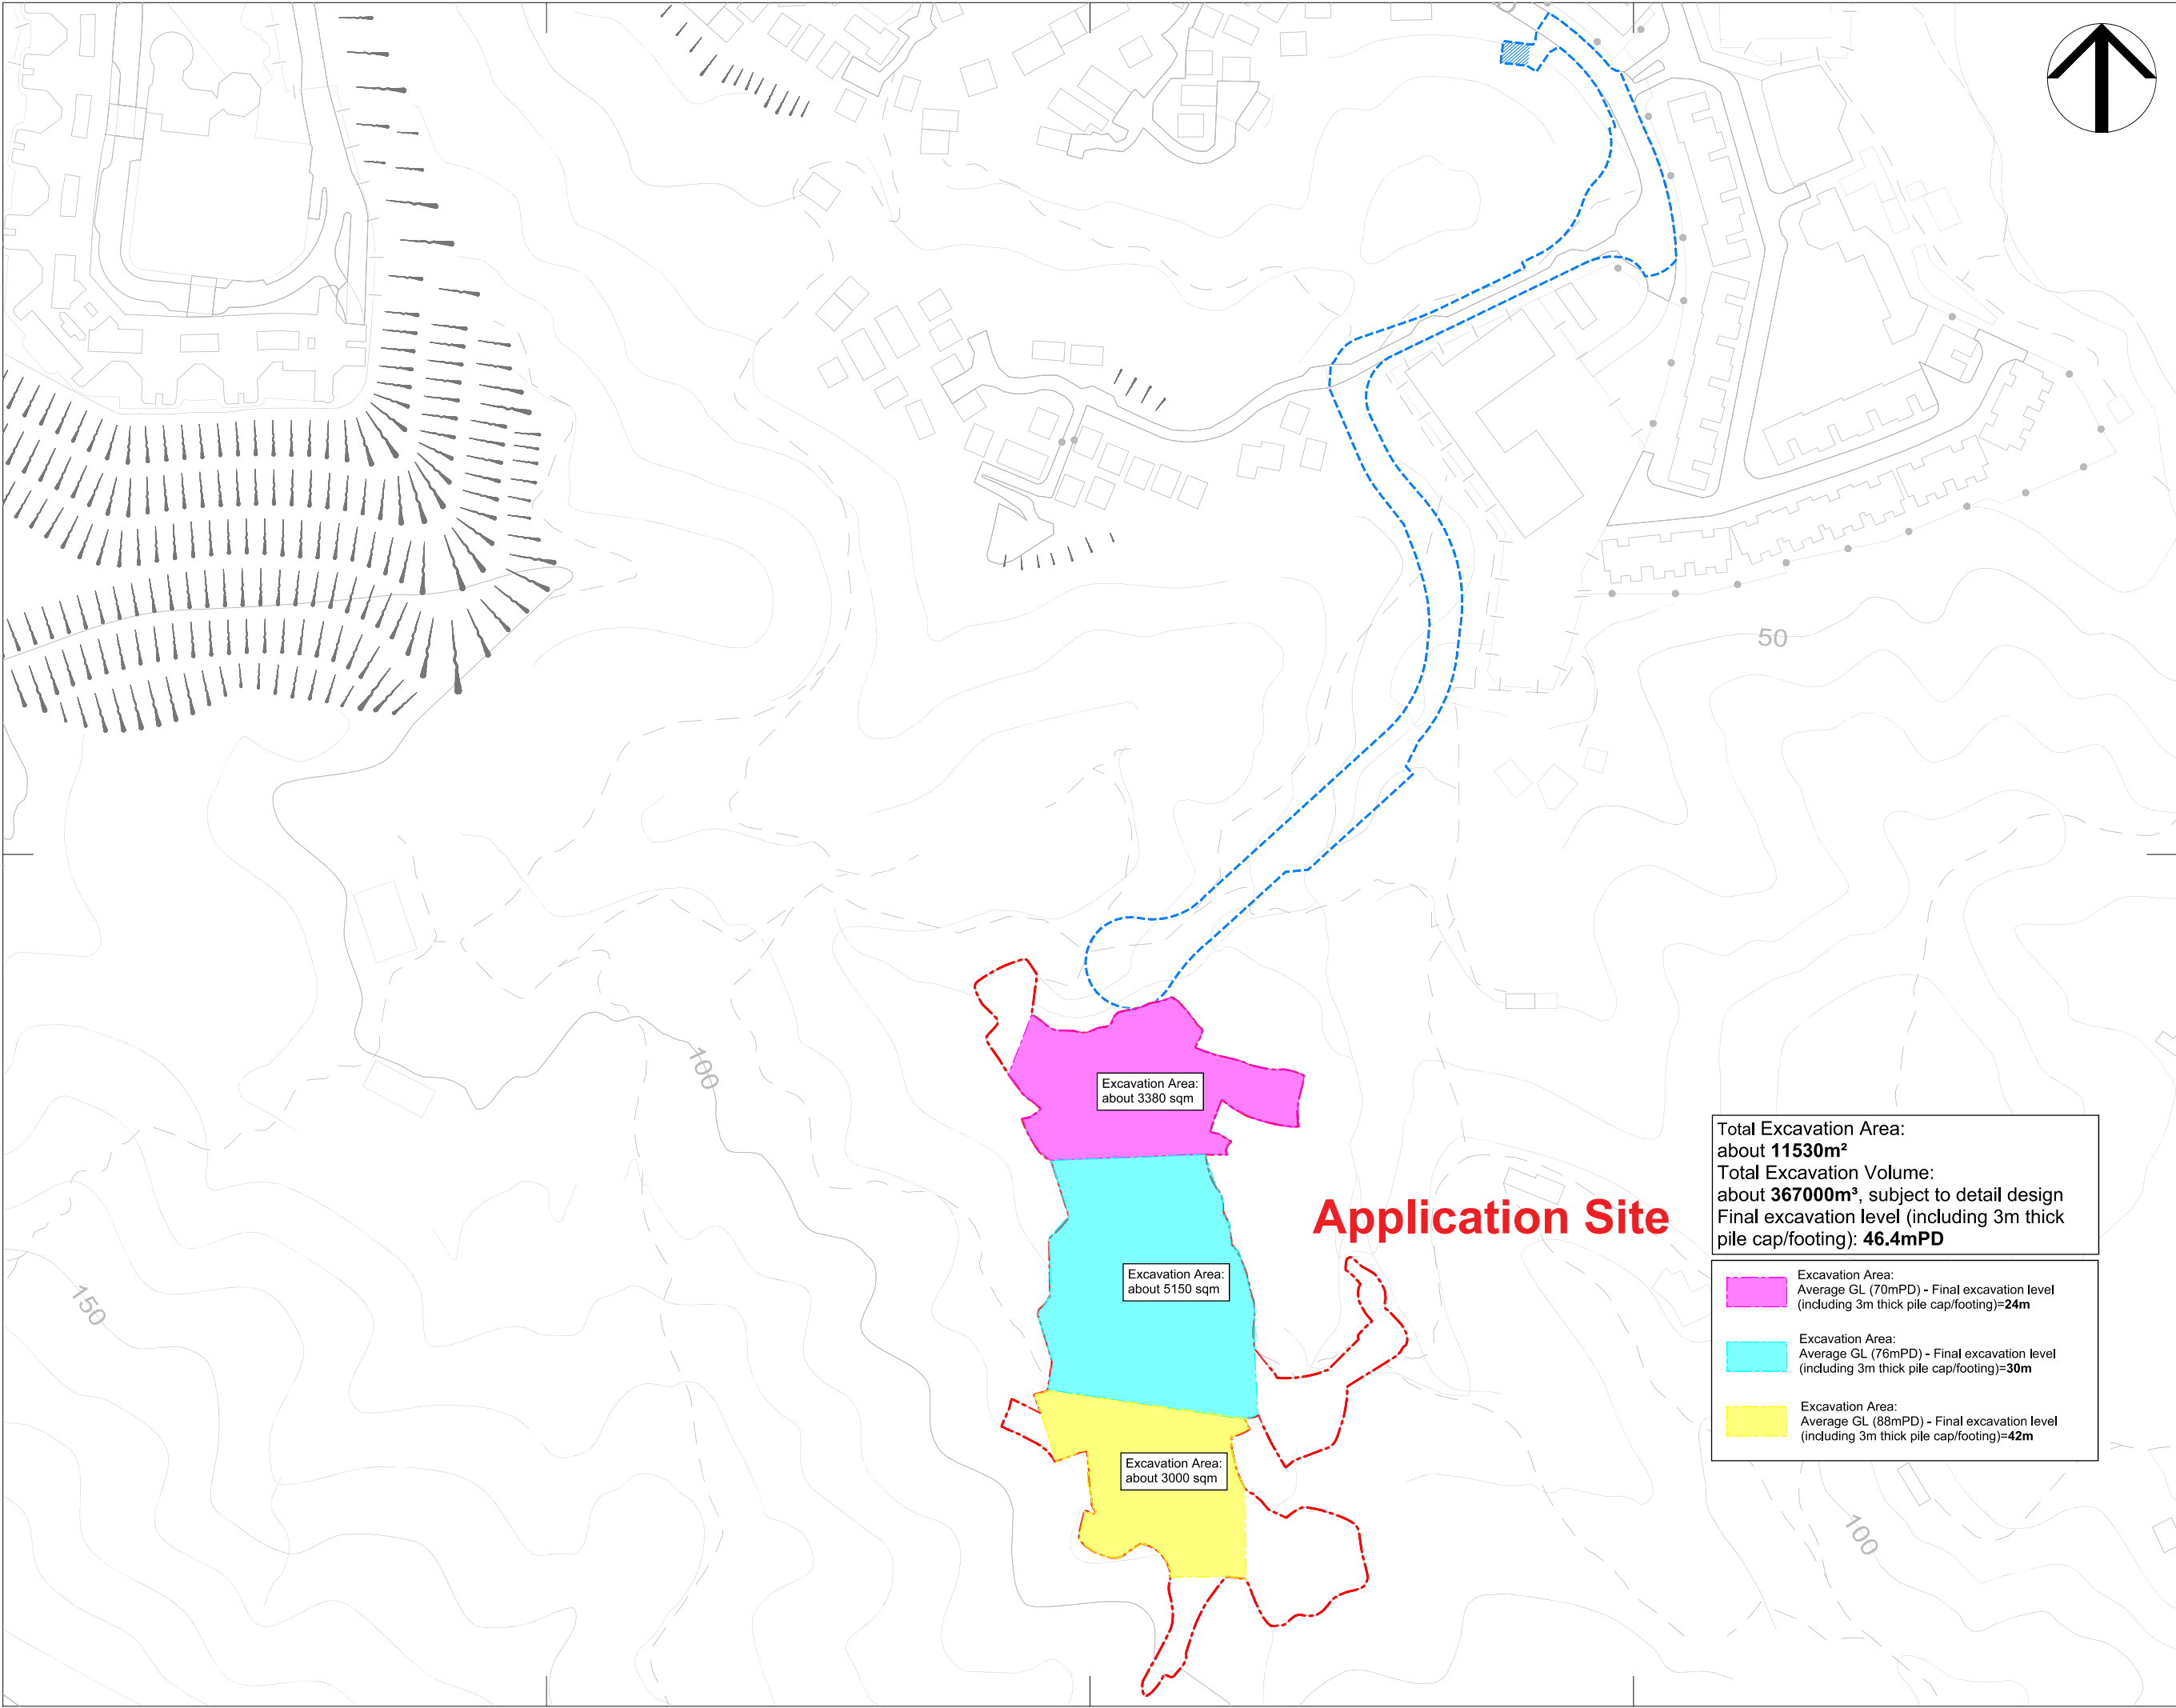 50
100
Excavation Area:
about 3380 sqm
Total Excavation Area:
about 11530m²
Total Excavation Volume:
about 367000m³, subject to detail design
Final excavation level (including 3m thick
pile cap/footing): 46.4mPD
Application Site
Excavation Area:
about 5150 sqm
150
Excavation Area:
Average GL (70mPD) - Final excavation level
(including 3m thick pile cap/footing)=24m
Excavation Area:
Average GL (76mPD) - Final excavation level
(including 3m thick pile cap/footing)=30m
Excavation Area:
Average GL (88mPD) - Final excavation level
(including 3m thick pile cap/footing)=42m
Excavation Area:
about 3000 sqm
100